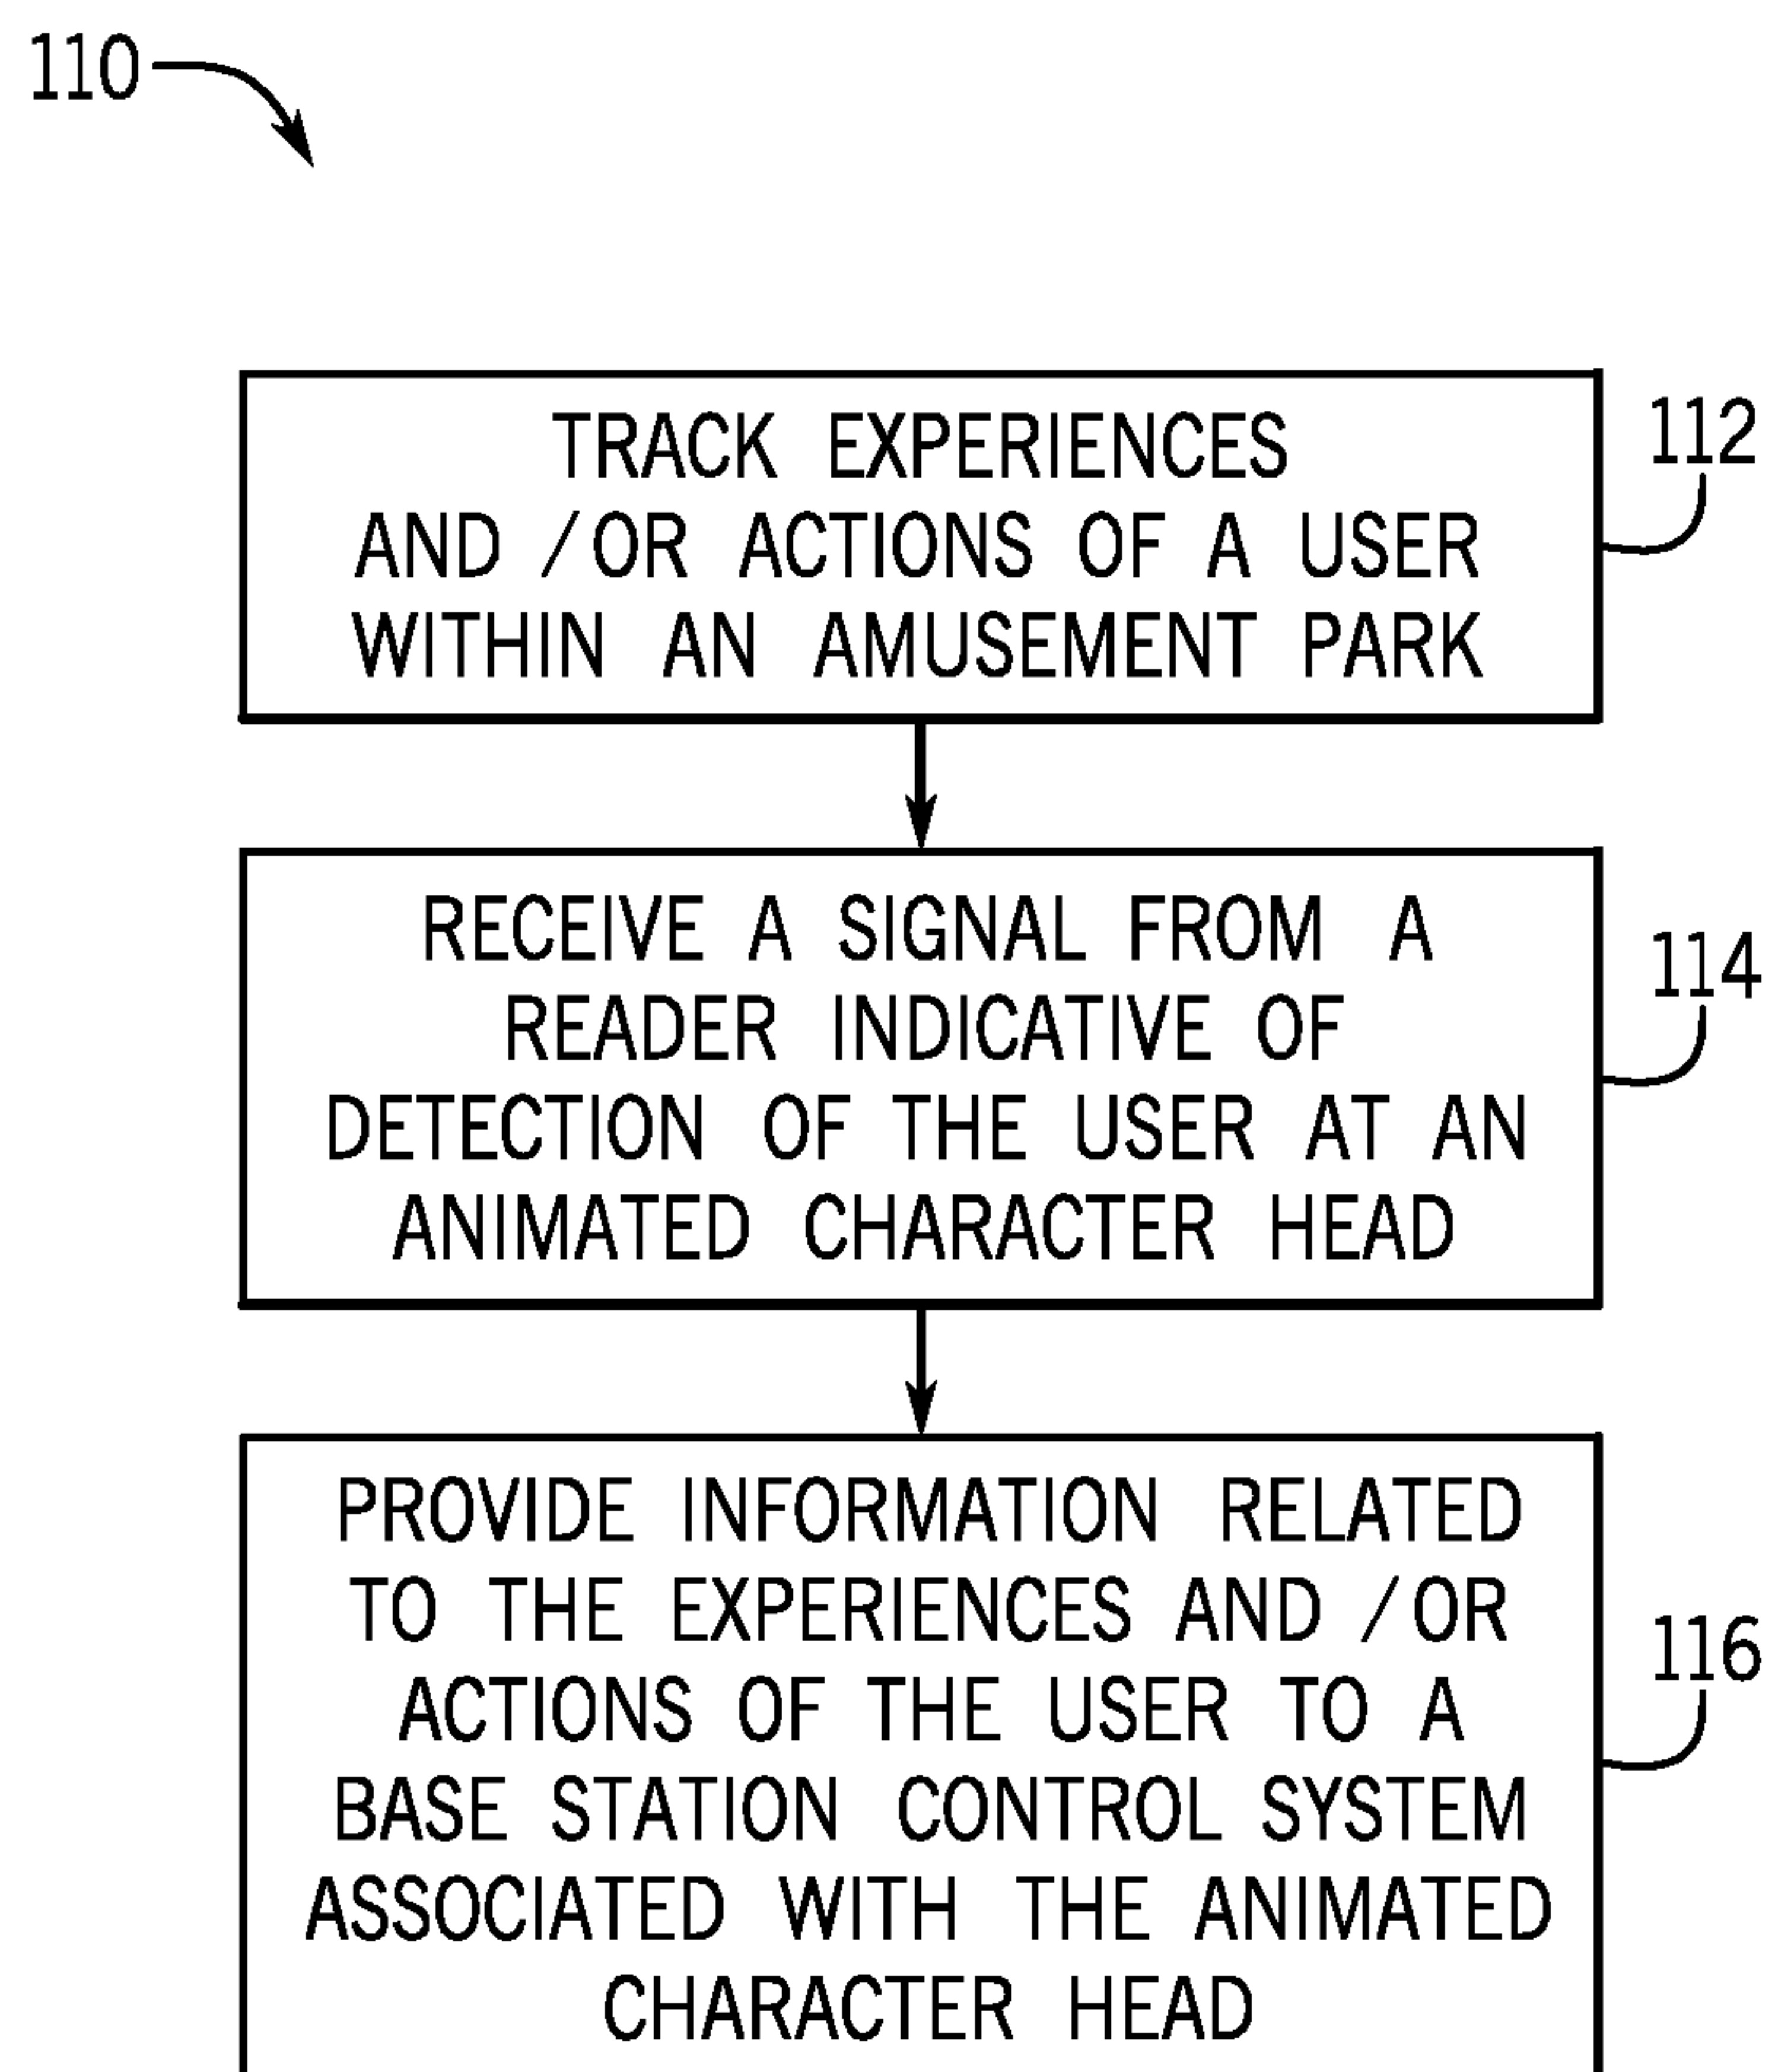 110
TRACK EXPERIENCES
AND /OR ACTIONS OF A USER
WITHIN AN AMUSEMENT PARK
112
RECEIVE A SIGNAL FROM A
READER INDICATIVE OF
DETECTION OF THE USER AT AN
ANIMATED CHARACTER HEAD
114
PROVIDE INFORMATION RELATED
TO THE EXPERIENCES AND /OR
ACTIONS OF THE USER TO A
BASE STATION CONTROL SYSTEM
ASSOCIATED WITH THE ANIMATED
CHARACTER HEAD
116